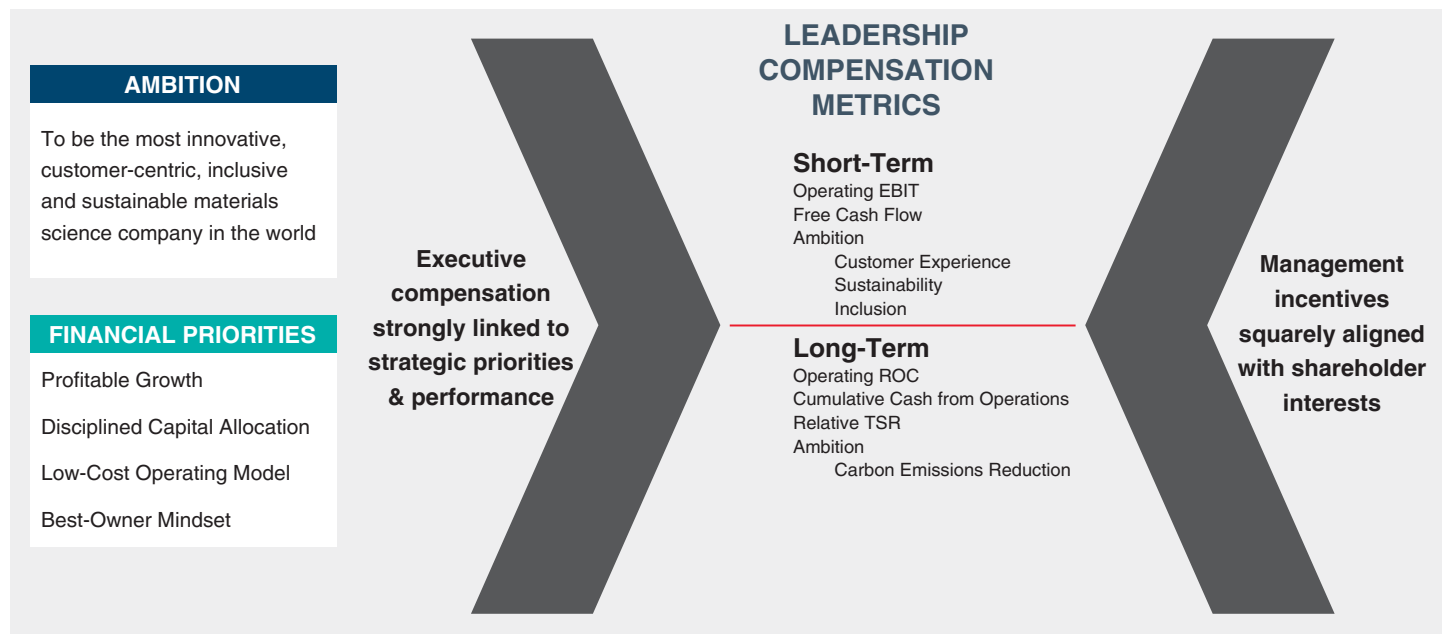 AMBITION
To be the most innovative,
customer-centric, inclusive
and sustainable materials
science company in the world
FINANCIAL PRIORITIES
Profitable Growth
Disciplined Capital Allocation
Low-Cost Operating Model
Best-Owner Mindset
Executive
compensation
strongly linked to
strategic priorities
& performance
LEADERSHIP
COMPENSATION
METRICS
Short-Term
Operating EBIT
Free Cash Flow
Ambition
Customer Experience
Sustainability
Inclusion
Long-Term
Operating ROC
Cumulative Cash from Operations
Relative TSR
Ambition
Carbon Emissions Reduction
Management
incentives
squarely aligned
with shareholder
interests